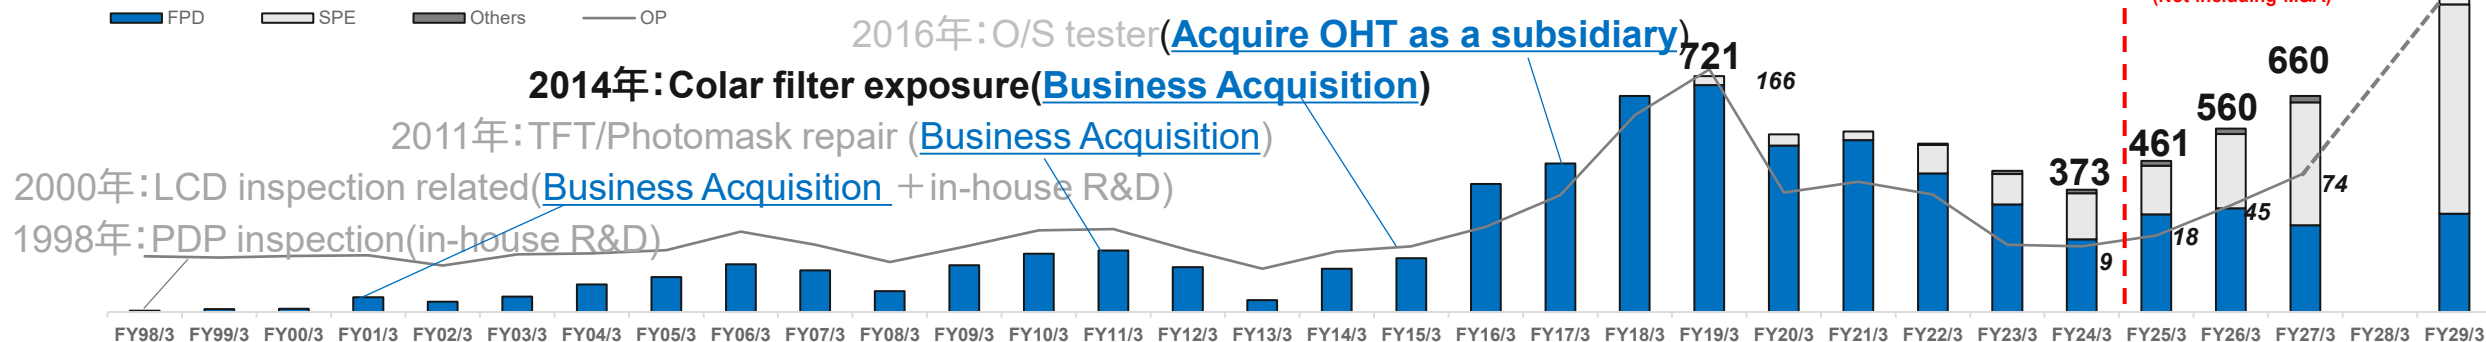 FPD SPE Others OP
(Not including M&A)
2016年：O/S tester(Acquire OHT as a subsidiary)
721
166
2014年：Colar filter exposure(Business Acquisition)
660
560
2011年：TFT/Photomask repair (Business Acquisition)
461
373
2000年：LCD inspection related(Business Acquisition ＋in-house R&D)
74
45
1998年：PDP inspection(in-house R&D)
18
9
FY98/3 FY99/3 FY00/3 FY01/3 FY02/3 FY03/3 FY04/3 FY05/3 FY06/3 FY07/3 FY08/3 FY09/3 FY10/3 FY11/3 FY12/3 FY13/3 FY14/3 FY15/3 FY16/3 FY17/3 FY18/3 FY19/3 FY20/3 FY21/3 FY22/3 FY23/3 FY24/3 FY25/3 FY26/3 FY27/3 FY28/3 FY29/3